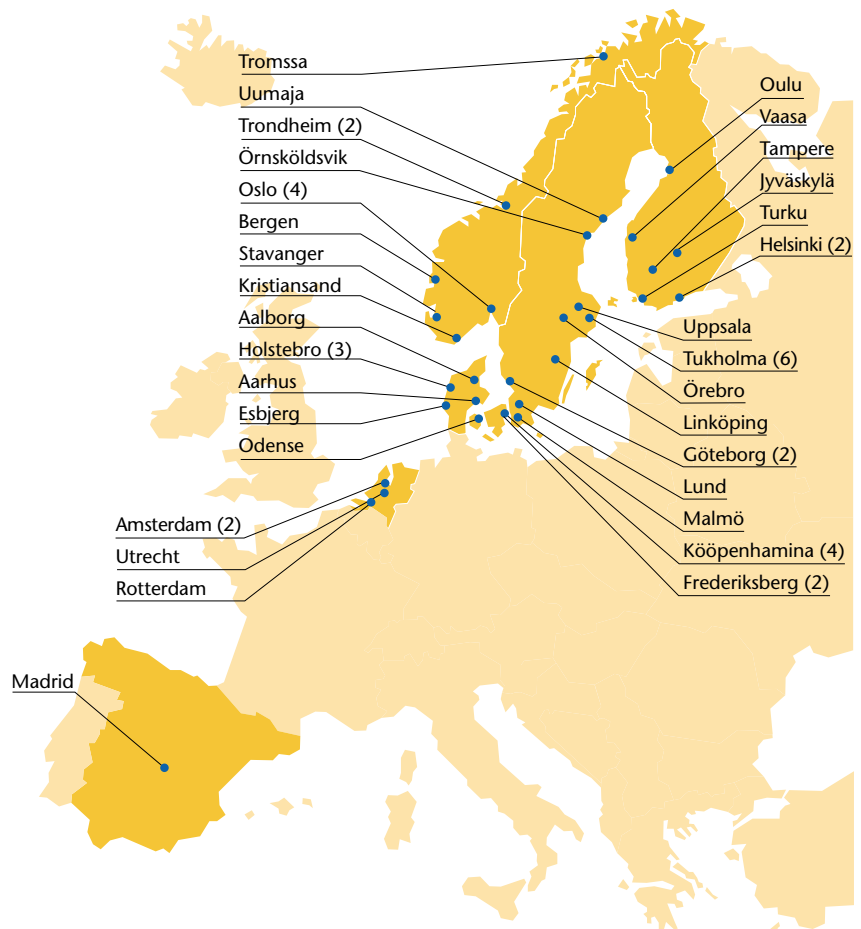 Tromssa
Uumaja
Trondheim (2)
Örnsköldsvik
Oslo (4)
Bergen
Stavanger
Kristiansand
Aalborg
Holstebro (3)
Aarhus
Esbjerg
Odense
Amsterdam (2)
Utrecht
Rotterdam
Madrid
Oulu
Vaasa
Tampere
Jyväskylä
Turku
Helsinki (2)
Uppsala
Tukholma (6)
Örebro
Linköping
Göteborg (2)
Lund
Malmö
Kööpenhamina (4)
Frederiksberg (2)